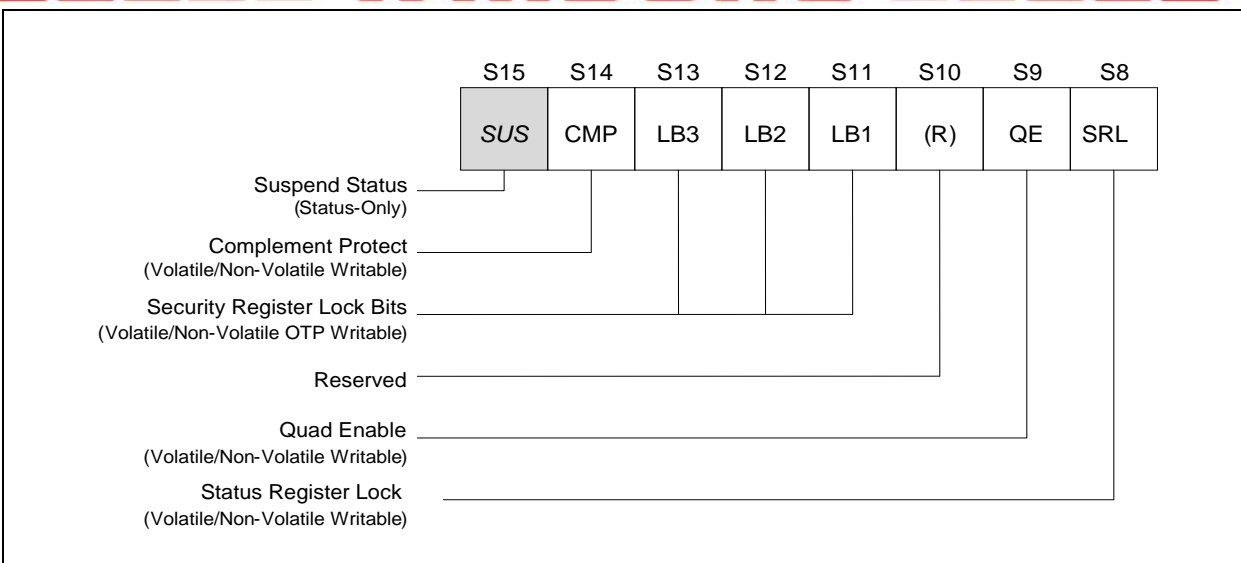 S15 S14 S13 S12 S11 S10 S9 S8
SUS CMP LB3 LB2 LB1 (R) QE SRL
Suspend Status
(Status-Only)
Complement Protect
(Volatile/Non-Volatile Writable)
Security Register Lock Bits
(Volatile/Non-Volatile OTP Writable)
Reserved
Quad Enable
(Volatile/Non-Volatile Writable)
Status Register Lock
(Volatile/Non-Volatile Writable)